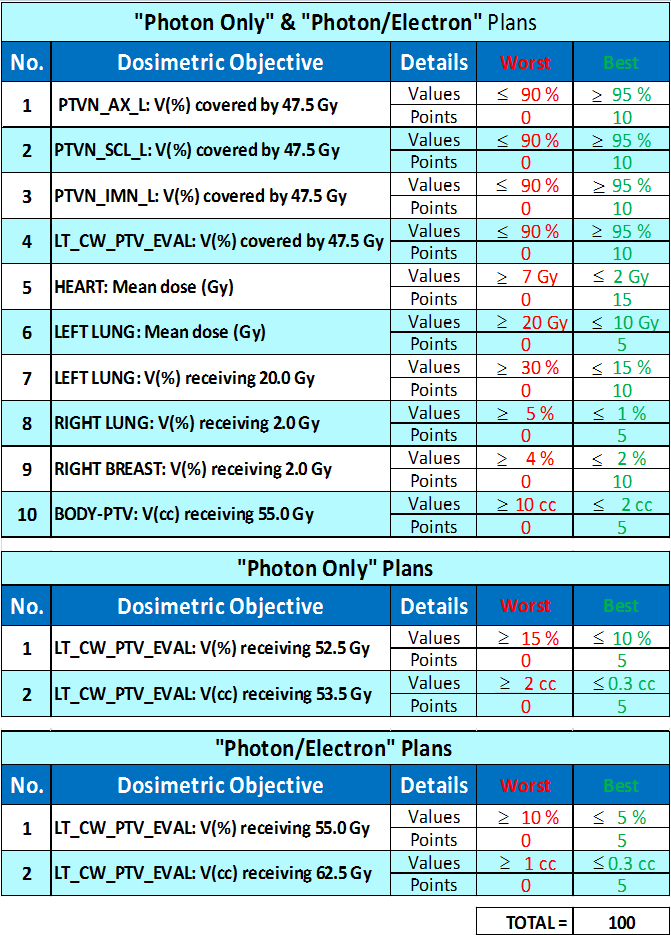 "Photon Only" & "Photon/Electron" Plans
No. Dosimetric Objective Details Worst Best
1 PTVN_AX_L: V(%) covered by 47.5 Gy Values ≤ 90 % ≥ 95 %
Points 0 10
2 PTVN_SCL_L: V(%) covered by 47.5 Gy Values ≤ 90 % ≥ 95 %
Points 0 10
3 PTVN_IMN_L: V(%) covered by 47.5 Gy Values ≤ 90 % ≥ 95 %
Points 0 10
4 LT_CW_PTV_EVAL: V(%) covered by 47.5 Gy Values ≤ 90 % ≥ 95 %
Points 0 10
5 HEART: Mean dose (Gy) Values ≥ 7 Gy ≤ 2 Gy
Points 0 15
6 LEFT LUNG: Mean dose (Gy) Values ≥ 20 Gy ≤ 10 Gy
Points 0 5
7 LEFT LUNG: V(%) receiving 20.0 Gy Values ≥ 30 % ≤ 15 %
Points 0 10
8 RIGHT LUNG: V(%) receiving 2.0 Gy Values ≥ 5 % ≤ 1 %
Points 0 5
9 RIGHT BREAST: V(%) receiving 2.0 Gy Values ≥ 4 % ≤ 2 %
Points 0 10
10 BODY-PTV: V(cc) receiving 55.0 Gy Values ≥ 10 cc ≤ 2 cc
Points 0 5
"Photon Only" Plans
No. Dosimetric Objective Details Worst Best
1 LT_CW_PTV_EVAL: V(%) receiving 52.5 Gy Values ≥ 15 % ≤ 10 %
Points 0 5
2 LT_CW_PTV_EVAL: V(cc) receiving 53.5 Gy Values ≥ 2 cc ≤ 0.3 cc
Points 0 5
"Photon/Electron" Plans
No. Dosimetric Objective Details Worst Best
1 LT_CW_PTV_EVAL: V(%) receiving 55.0 Gy Values ≥ 10 % ≤ 5 %
Points 0 5
2 LT_CW_PTV_EVAL: V(cc) receiving 62.5 Gy Values ≥ 1 cc ≤ 0.3 cc
Points 0 5
TOTAL = 100